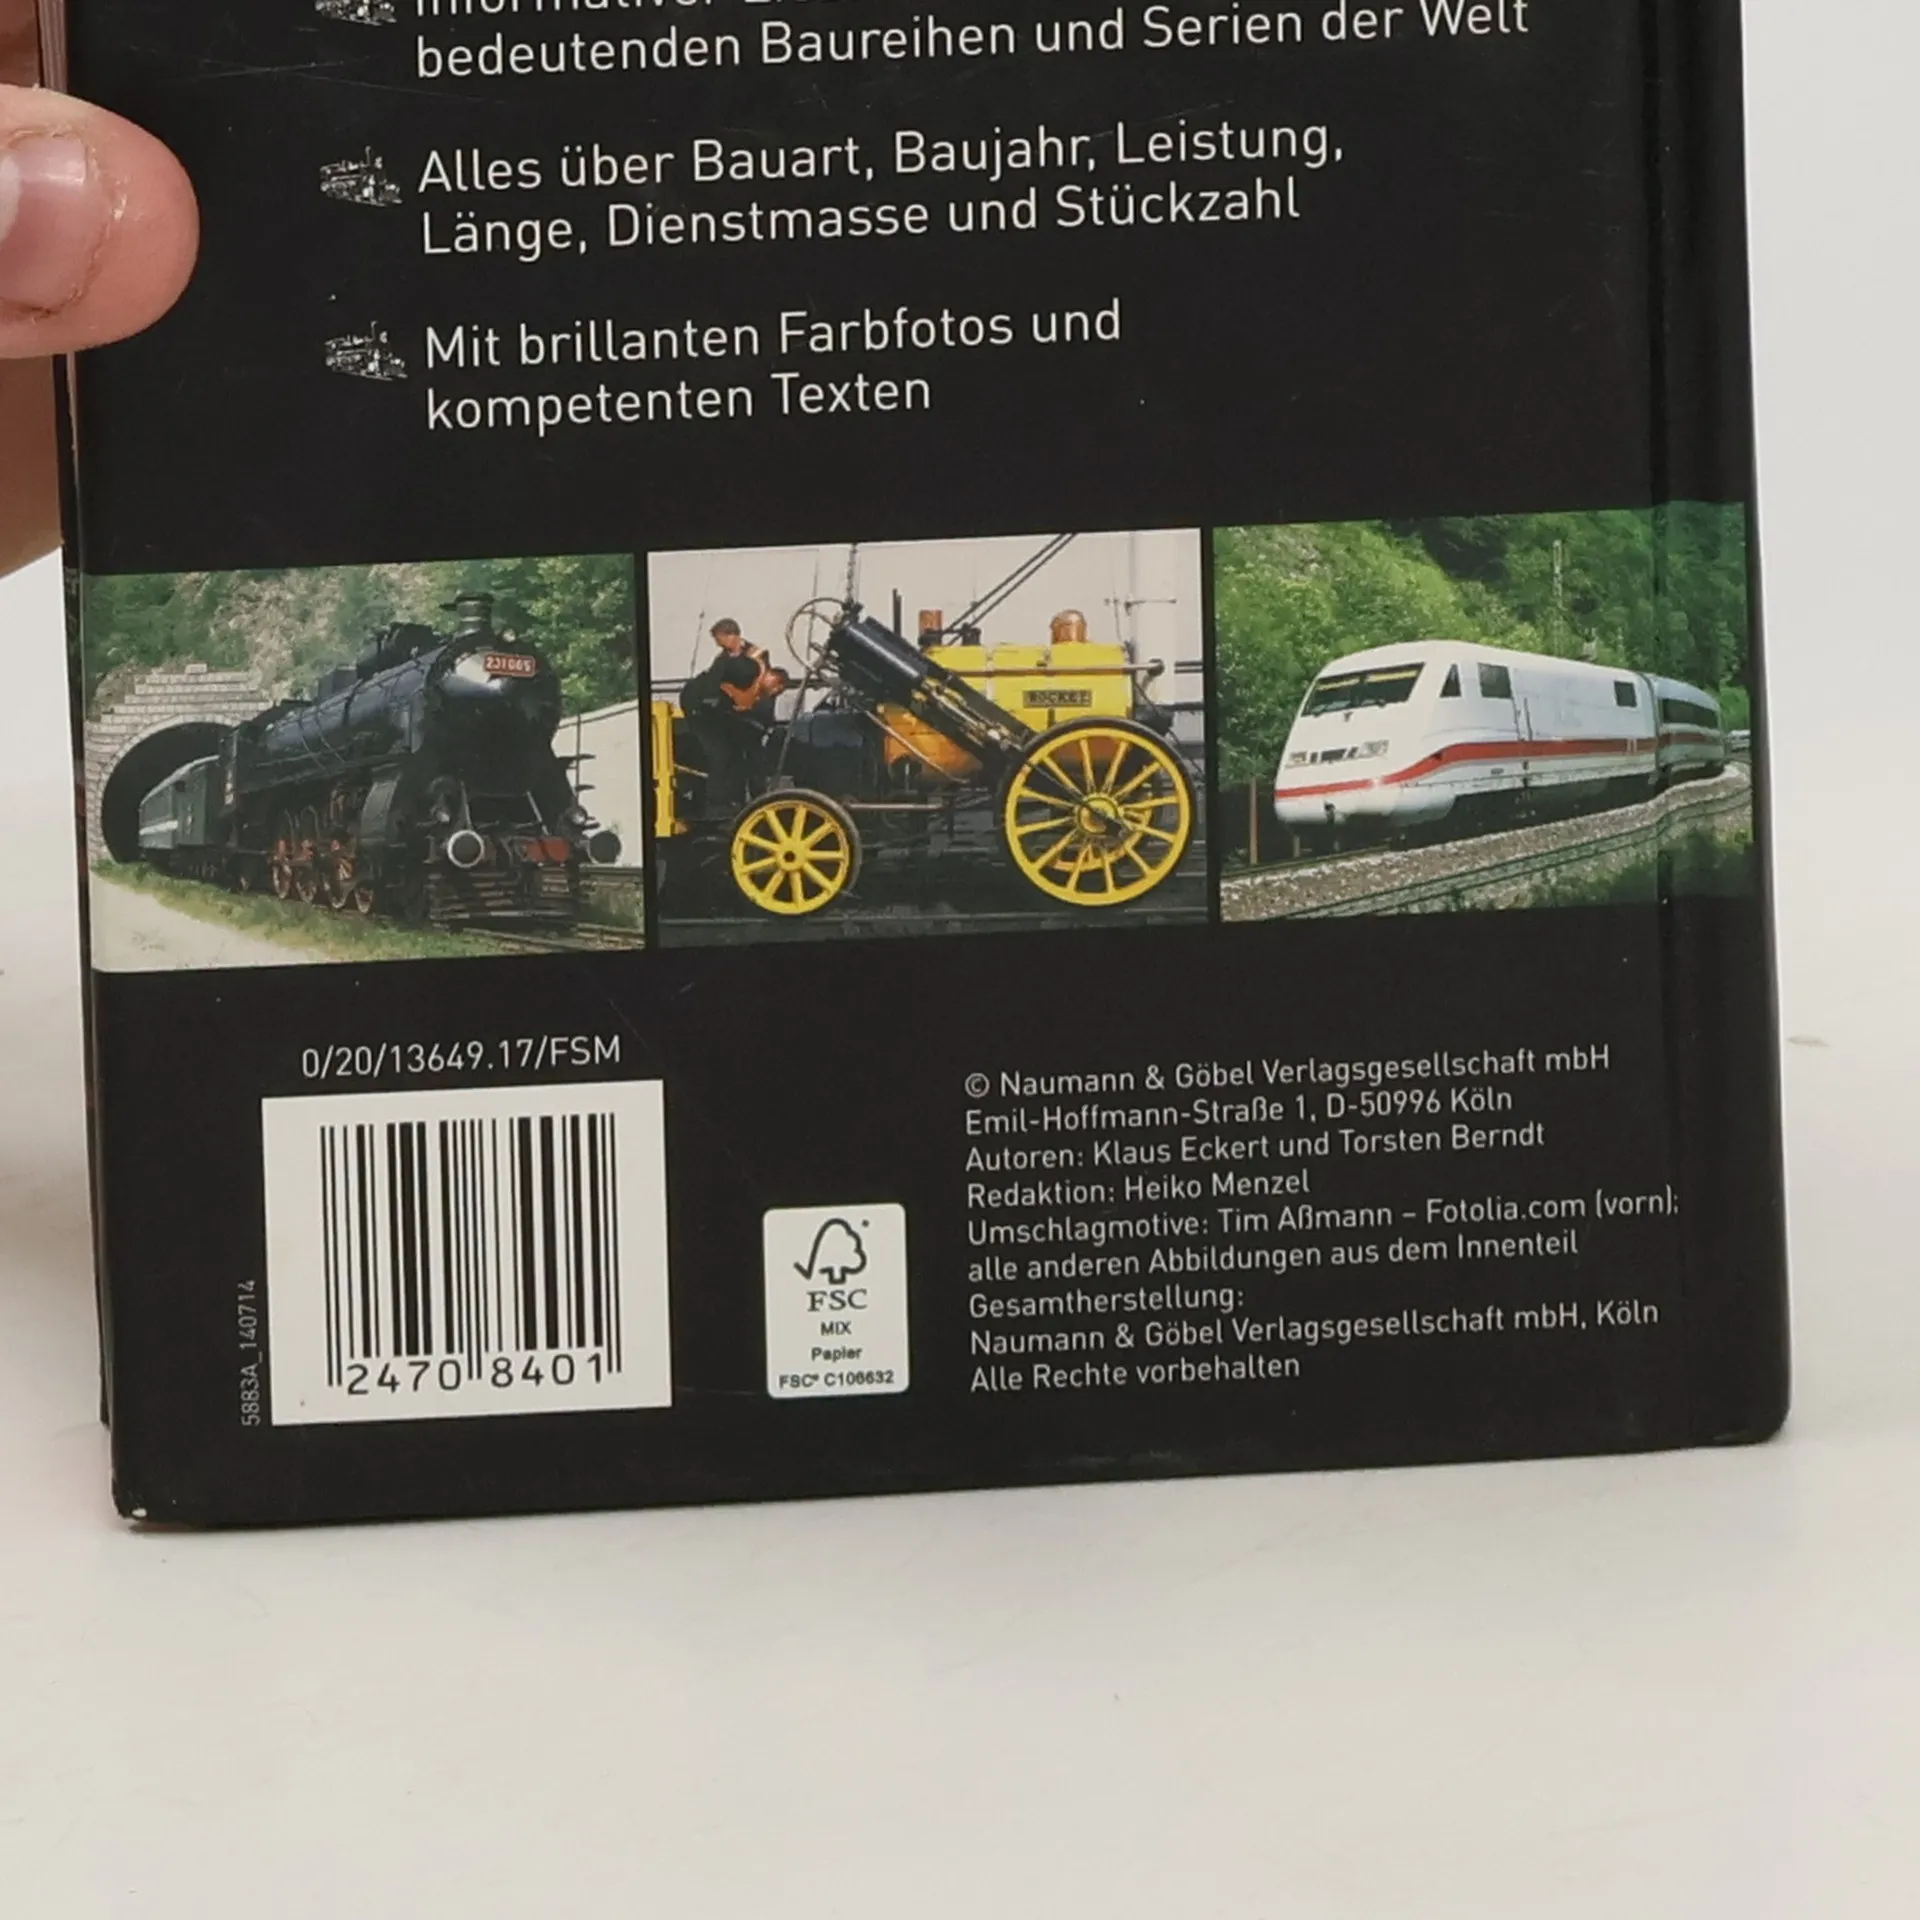 bedeutenden Baureihen und Serien der Welt
Alles über Bauart, Baujahr, Leistung,
Länge, Dienstmasse und Stückzahl
Mit brillanten Farbfotos und
kompetenten Texten
231065
ROCKET
0/20/13649.17/FSM
24708401
5883A_140714
FSC
MIX
Papier
FSC® C106632
© Naumann & Göbel Verlagsgesellschaft mbH
Emil-Hoffmann-Straße 1, D-50996 Köln
Autoren: Klaus Eckert und Torsten Berndt
Redaktion: Heiko Menzel
Umschlagmotive: Tim Aßmann – Fotolia.com (vorn);
alle anderen Abbildungen aus dem Innenteil
Gesamtherstellung:
Naumann & Göbel Verlagsgesellschaft mbH, Köln
Alle Rechte vorbehalten